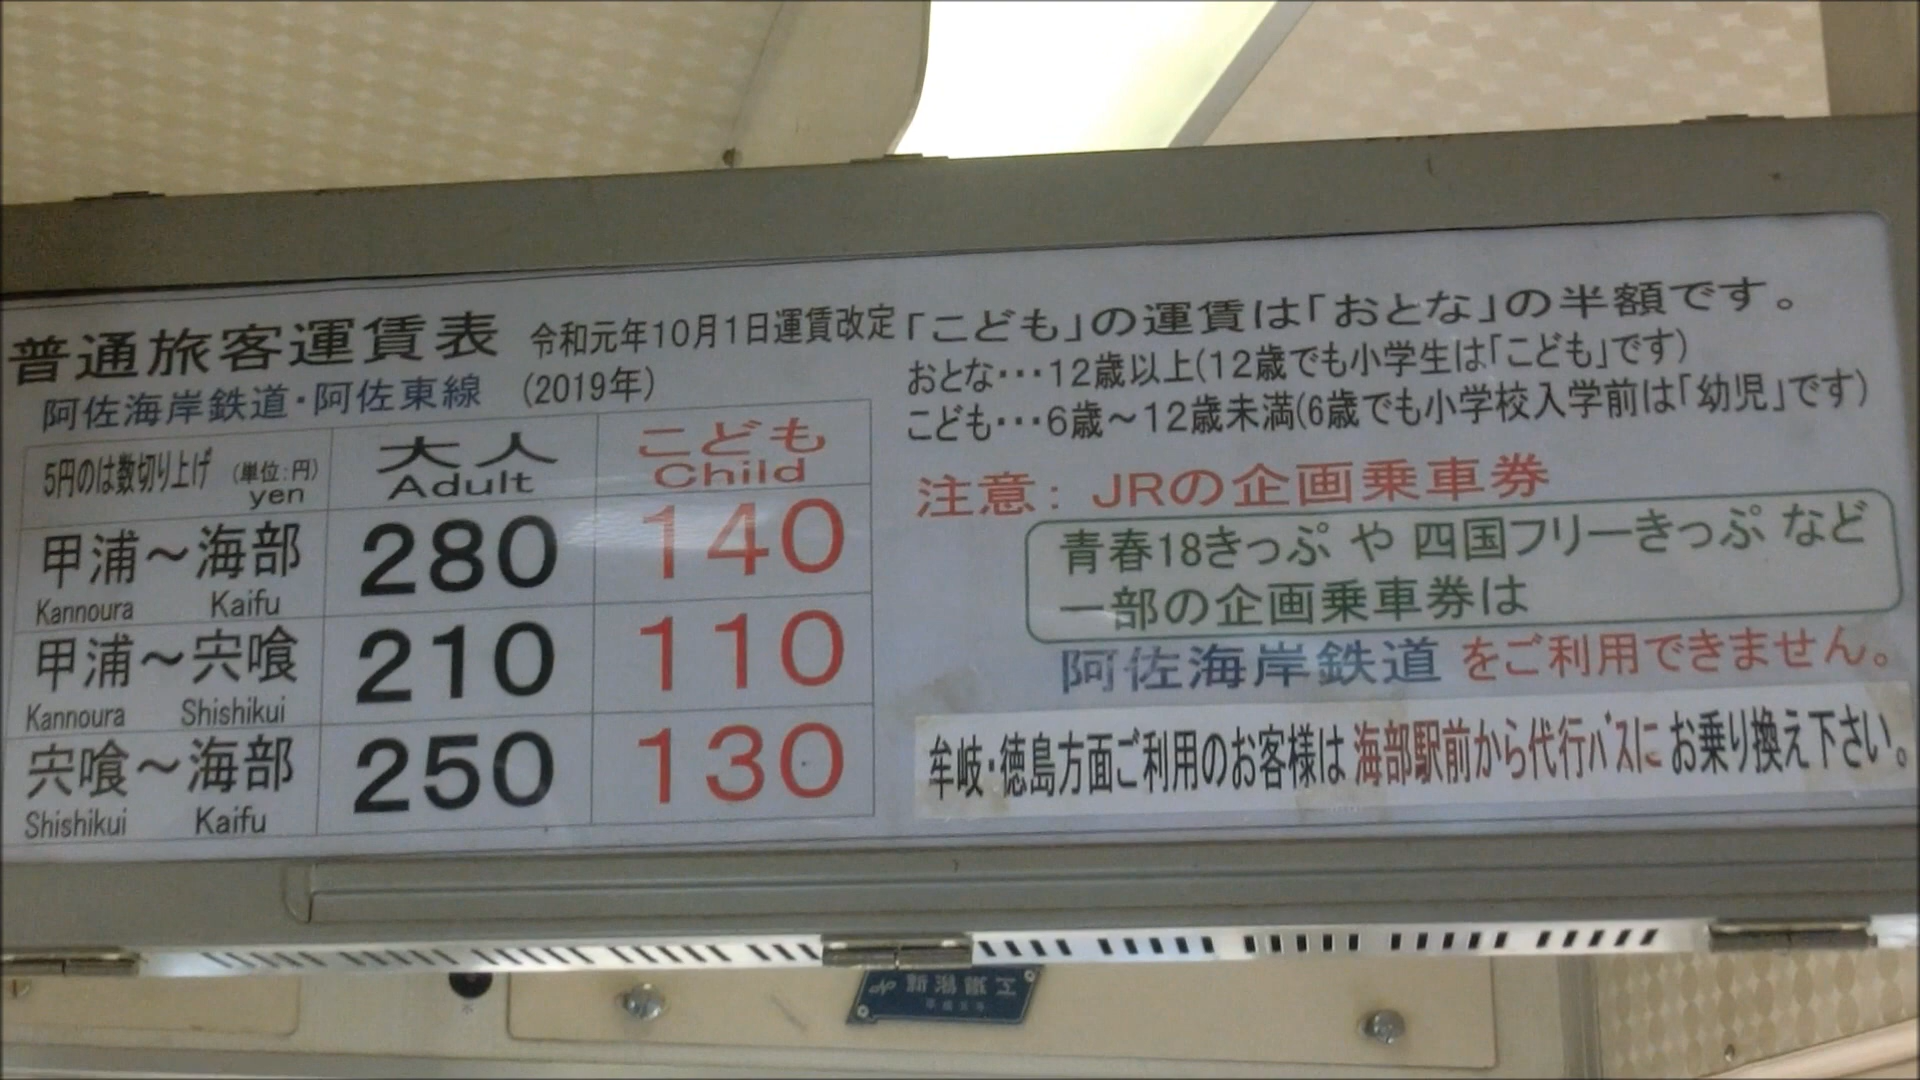 普通旅客運賃表 令和元年10月1日運賃改定
阿佐海岸鉄道・阿佐東線 (2019年)
5円のは数切り上げ (単位:円)
yen
大人
Adult
こども
Child
甲浦～海部 280 140
Kannoura Kaifu
甲浦～宍喰 210 110
Kannoura Shishikui
宍喰～海部 250 130
Shishikui Kaifu
「こども」の運賃は「おとな」の半額です。
おとな・・・12歳以上(12歳でも小学生は「こども」です)
こども・・・6歳～12歳未満(6歳でも小学校入学前は「幼児」です)
注意: JRの企画乗車券
青春18きっぷ や 四国フリーきっぷ など
一部の企画乗車券は
阿佐海岸鉄道 をご利用できません。
牟岐・徳島方面ご利用のお客様は 海部駅前から代行ﾊﾞｽに お乗り換え下さい。